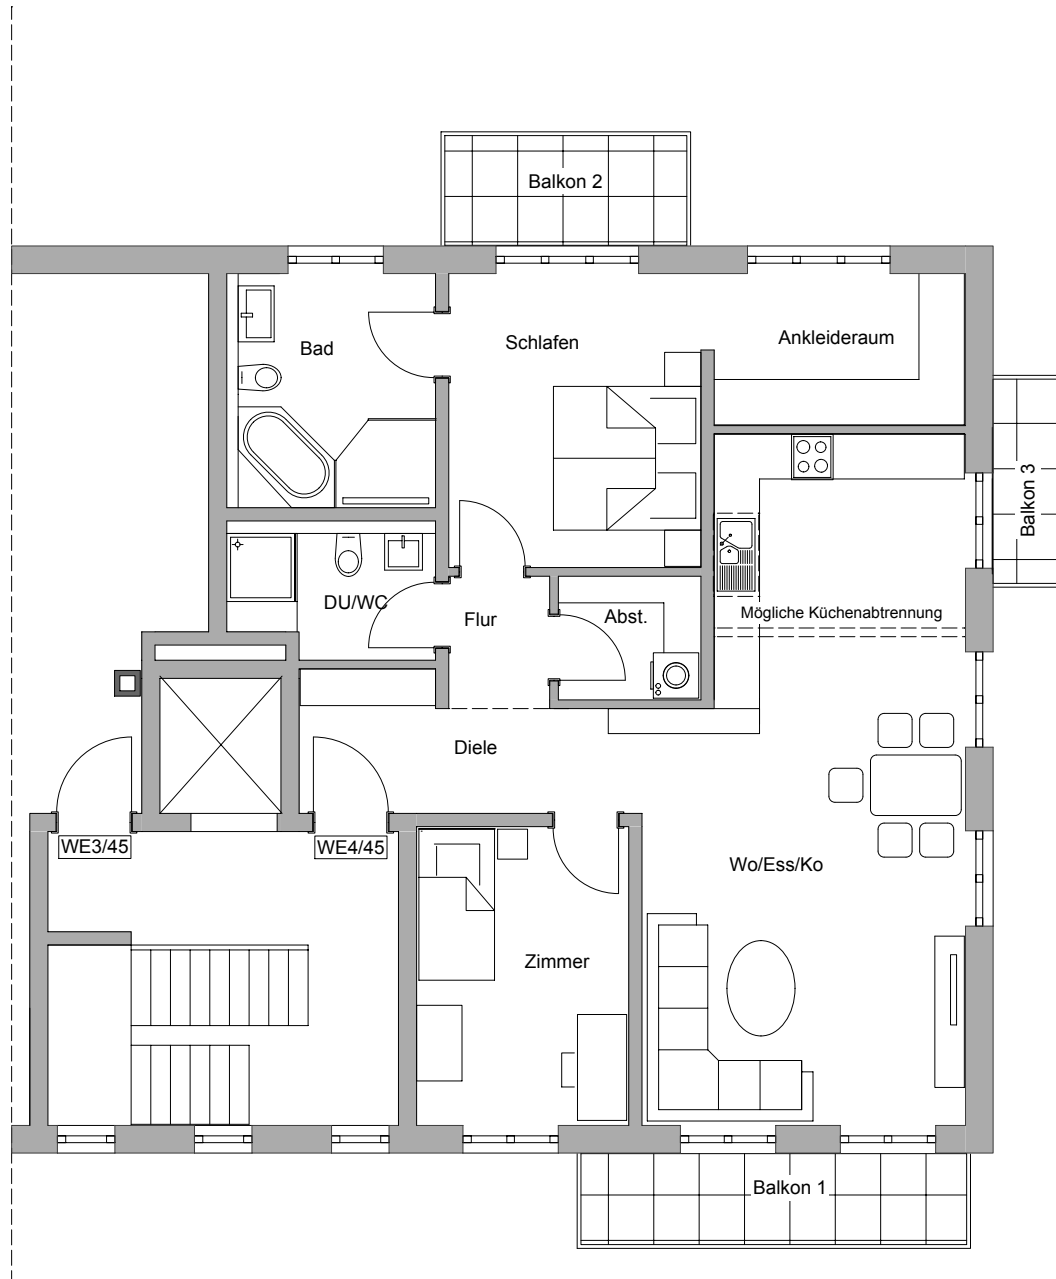 Balkon 2
Schlafen
Ankleideraum
Bad
Balkon 3
DU/WC
Flur
Abst.
Mögliche Küchenabtrennung
Diele
WE3/45
WE4/45
Wo/Ess/Ko
Zimmer
Balkon 1